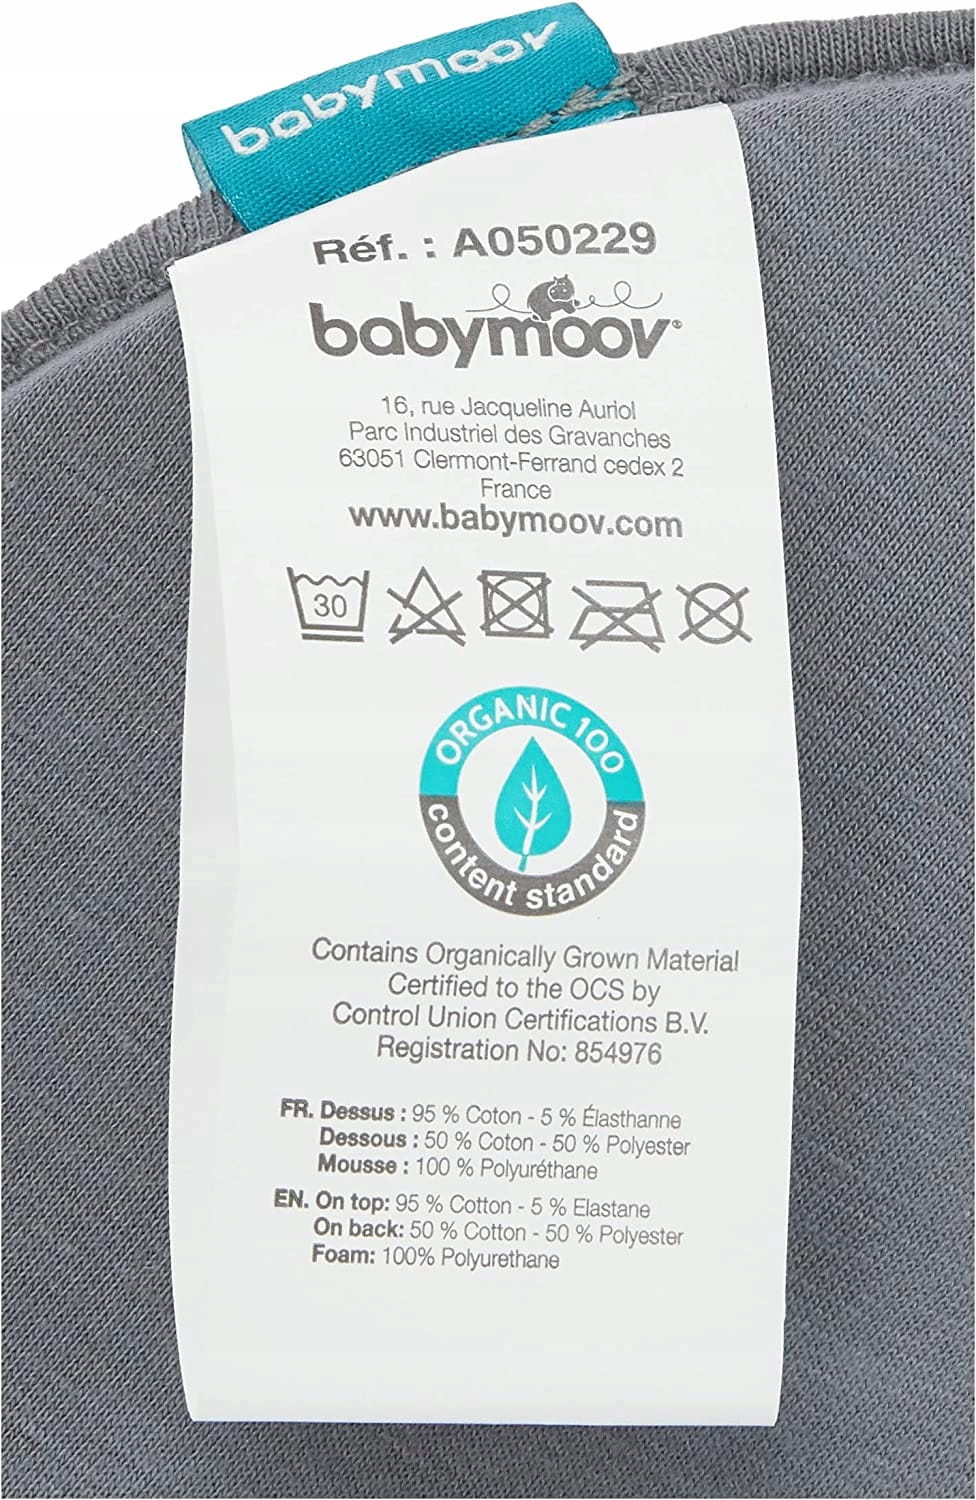 babymoov
Réf. : A050229
babymoov®
16, rue Jacqueline Auriol
Parc Industriel des Gravanches
63051 Clermont-Ferrand cedex 2
France
www.babymoov.com
30
ORGANIC 100
content standard
Contains Organically Grown Material
Certified to the OCS by
Control Union Certifications B.V.
Registration No: 854976
FR. Dessus : 95 % Coton - 5 % Élasthanne
Dessous : 50 % Coton - 50 % Polyester
Mousse : 100 % Polyuréthane
EN. On top: 95 % Cotton - 5 % Elastane
On back: 50 % Cotton - 50 % Polyester
Foam: 100% Polyurethane